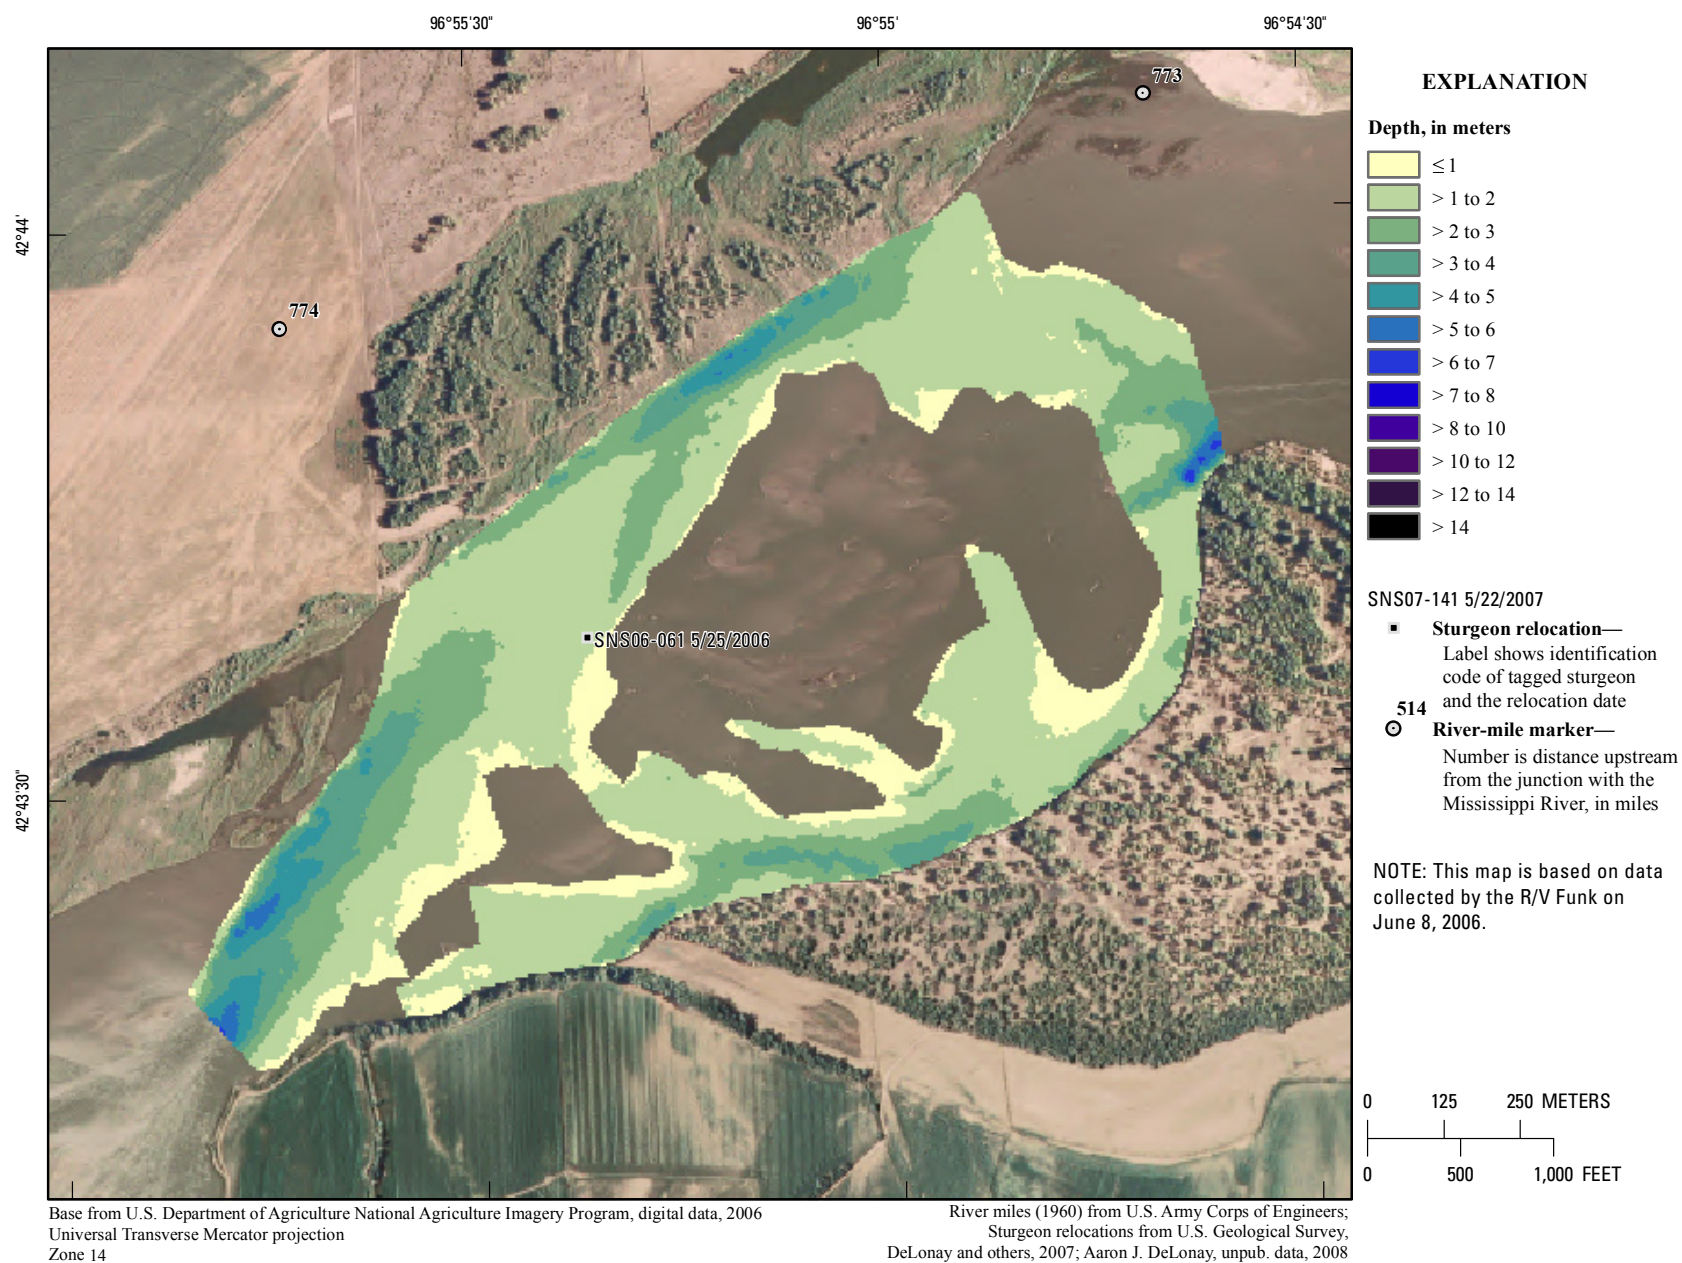 96°55'30"
96°55'
96°54'30"
42°44'
42°43'30"
773
774
SNS06-061 5/25/2006
EXPLANATION
Depth, in meters
≤ 1
> 1 to 2
> 2 to 3
> 3 to 4
> 4 to 5
> 5 to 6
> 6 to 7
> 7 to 8
> 8 to 10
> 10 to 12
> 12 to 14
> 14
SNS07-141 5/22/2007
Sturgeon relocation—
Label shows identification
code of tagged sturgeon
and the relocation date
514
River-mile marker—
Number is distance upstream
from the junction with the
Mississippi River, in miles
NOTE: This map is based on data
collected by the R/V Funk on
June 8, 2006.
0 125 250 METERS
0 500 1,000 FEET
Base from U.S. Department of Agriculture National Agriculture Imagery Program, digital data, 2006
Universal Transverse Mercator projection
Zone 14
River miles (1960) from U.S. Army Corps of Engineers;
Sturgeon relocations from U.S. Geological Survey,
DeLonay and others, 2007; Aaron J. DeLonay, unpub. data, 2008